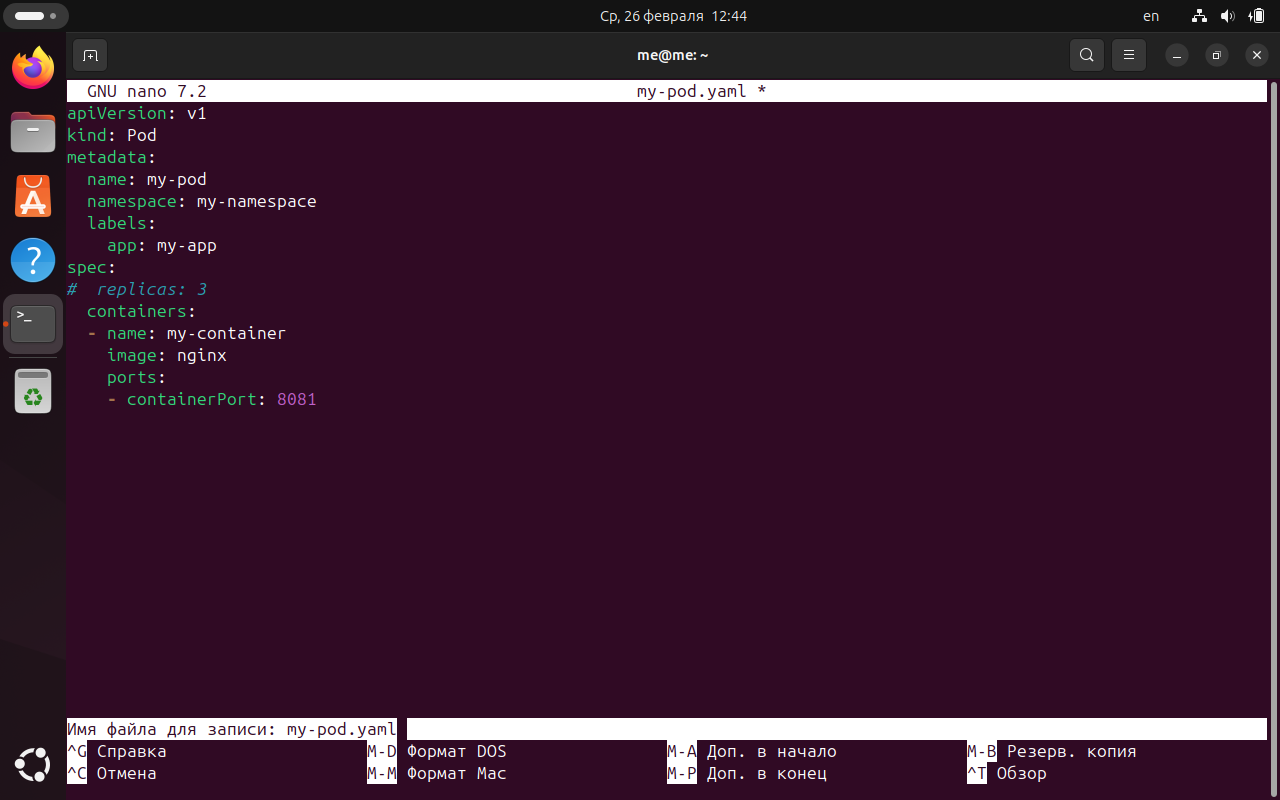 Ср, 26 февраля 12:44
en
me@me: ~
GNU nano 7.2 my-pod.yaml *
apiVersion: v1
kind: Pod
metadata:
  name: my-pod
  namespace: my-namespace
  labels:
    app: my-app
spec:
#  replicas: 3
  containers:
  - name: my-container
    image: nginx
    ports:
    - containerPort: 8081
Имя файла для записи: my-pod.yaml
^G Справка M-D Формат DOS M-A Доп. в начало M-B Резерв. копия
^C Отмена M-M Формат Mac M-P Доп. в конец ^T Обзор